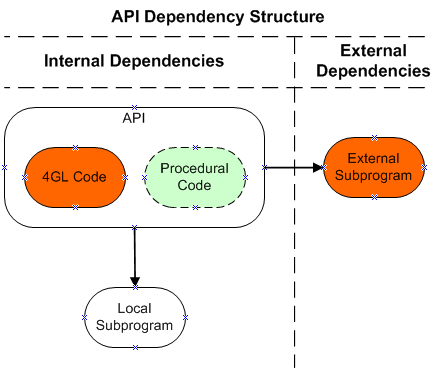 API Dependency Structure
Internal Dependencies
External
Dependencies
API
4GL Code
Procedural
Code
External
Subprogram
Local
Subprogram